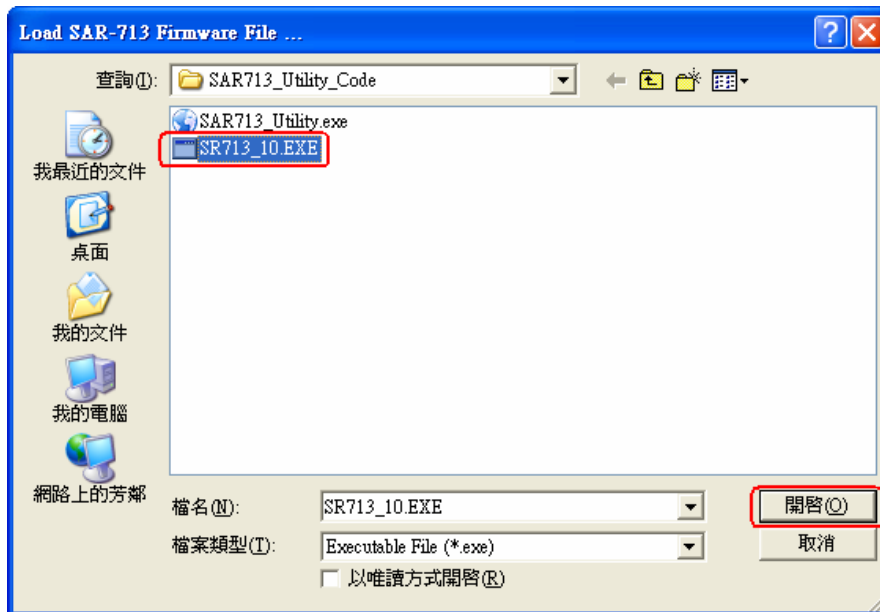 Load SAR-713 Firmware File ...
查詢(I):
SAR713_Utility_Code
SAR713_Utility.exe
SR713_10.EXE
我最近的文件
桌面
我的文件
我的電腦
網路上的芳鄰
檔名(N):
SR713_10.EXE
開啓(O)
檔案類型(T):
Executable File (*.exe)
取消
以唯讀方式開啓(R)